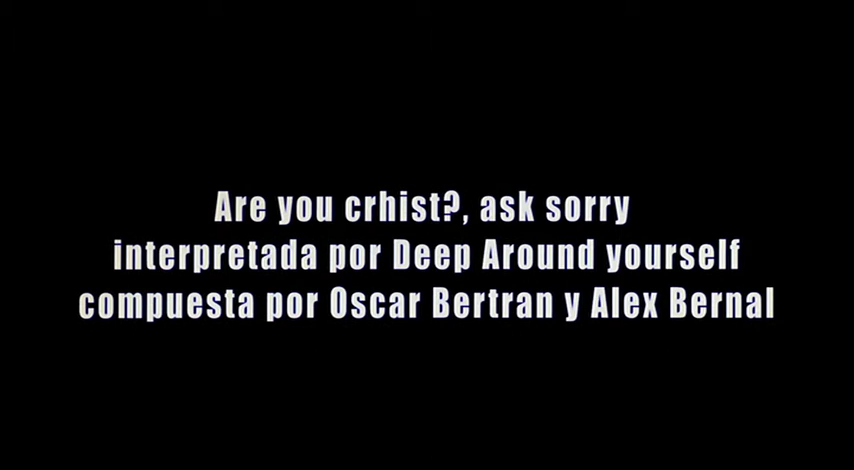 Are you crhist?, ask sorry
interpretada por Deep Around yourself
compuesta por Oscar Bertran y Alex Bernal